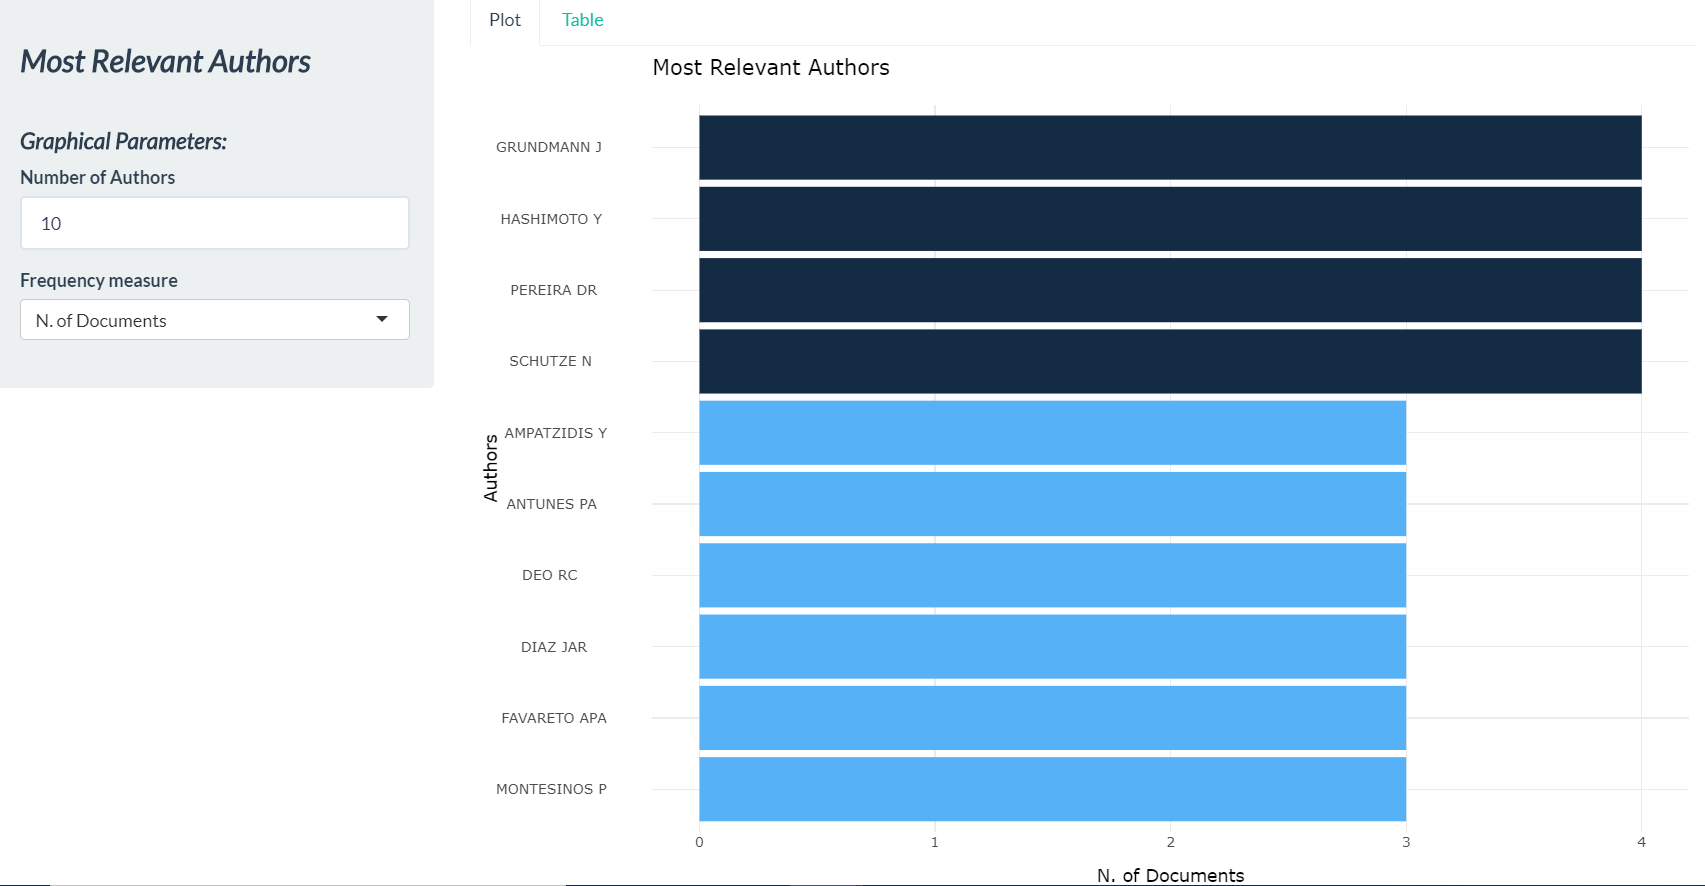 Most Relevant Authors
Graphical Parameters:
Number of Authors
10
Frequency measure
N. of Documents
Plot Table
Most Relevant Authors
GRUNDMANN J
HASHIMOTO Y
PEREIRA DR
SCHUTZE N
AMPATZIDIS Y
ANTUNES PA
DEO RC
DIAZ JAR
FAVARETO APA
MONTESINOS P
Authors
0 1 2 3 4
N. of Documents